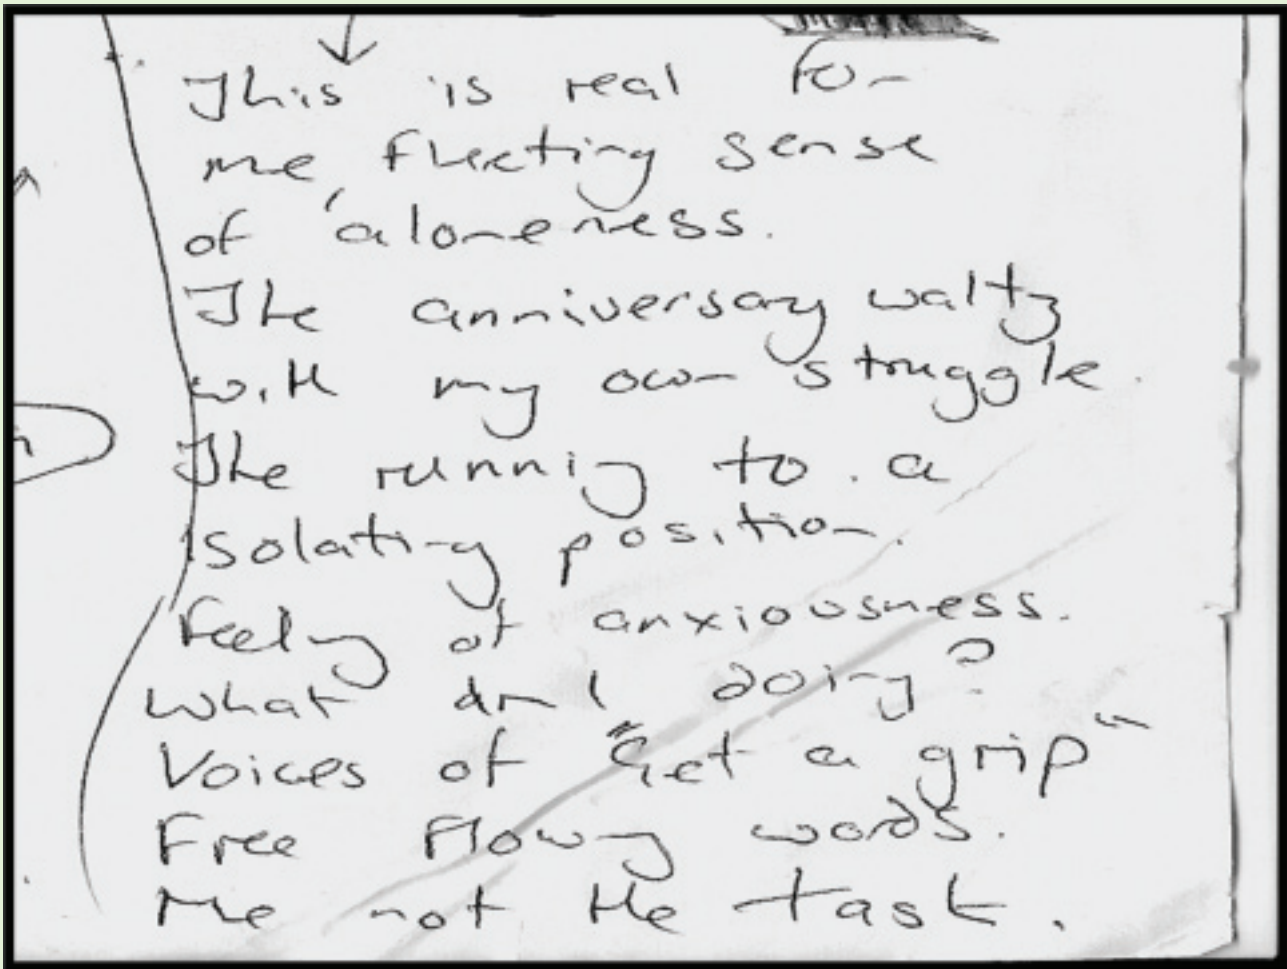 This is real for
me, fleeting sense
of 'aloneness.
The anniversary waltz
with my own struggle.
The running to . a
isolating position.
Feeling of anxiousness.
What am I doing?
Voices of "Get a grip"
Free flowing words.
Me not the task.